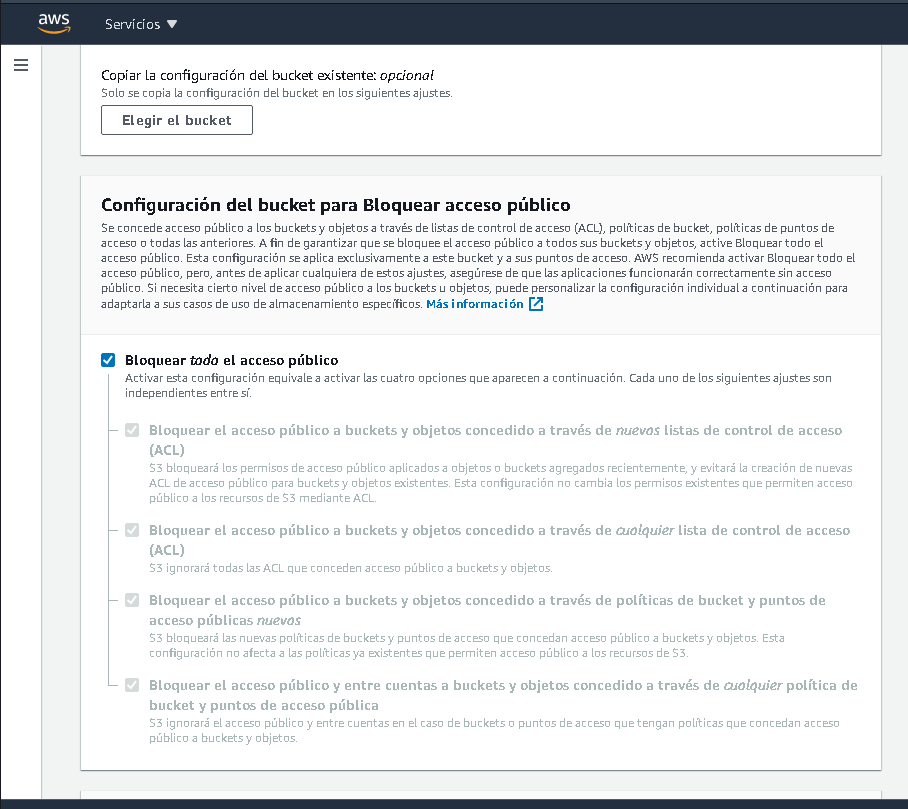 aws
Servicios ▼
Copiar la configuración del bucket existente: opcional
Solo se copia la configuración del bucket en los siguientes ajustes.
Elegir el bucket
Configuración del bucket para Bloquear acceso público
Se concede acceso público a los buckets y objetos a través de listas de control de acceso (ACL), políticas de bucket, políticas de puntos de
acceso o todas las anteriores. A fin de garantizar que se bloquee el acceso público a todos sus buckets y objetos, active Bloquear todo el
acceso público. Esta configuración se aplica exclusivamente a este bucket y a sus puntos de acceso. AWS recomienda activar Bloquear todo el
acceso público, pero, antes de aplicar cualquiera de estos ajustes, asegúrese de que las aplicaciones funcionarán correctamente sin acceso
público. Si necesita cierto nivel de acceso público a los buckets u objetos, puede personalizar la configuración individual a continuación para
adaptarla a sus casos de uso de almacenamiento específicos. Más información
Bloquear todo el acceso público
Activar esta configuración equivale a activar las cuatro opciones que aparecen a continuación. Cada uno de los siguientes ajustes son
independientes entre sí.
Bloquear el acceso público a buckets y objetos concedido a través de nuevas listas de control de acceso
(ACL)
S3 bloqueará los permisos de acceso público aplicados a objetos o buckets agregados recientemente, y evitará la creación de nuevas
ACL de acceso público para buckets y objetos existentes. Esta configuración no cambia los permisos existentes que permiten acceso
público a los recursos de S3 mediante ACL.
Bloquear el acceso público a buckets y objetos concedido a través de cualquier lista de control de acceso
(ACL)
S3 ignorará todas las ACL que conceden acceso público a buckets y objetos.
Bloquear el acceso público a buckets y objetos concedido a través de políticas de bucket y puntos de
acceso públicas nuevas
S3 bloqueará las nuevas políticas de buckets y puntos de acceso que concedan acceso público a buckets y objetos. Esta
configuración no afecta a las políticas ya existentes que permiten acceso público a los recursos de S3.
Bloquear el acceso público y entre cuentas a buckets y objetos concedido a través de cualquier política de
bucket y puntos de acceso pública
S3 ignorará el acceso público y entre cuentas en el caso de buckets o puntos de acceso que tengan políticas que concedan acceso
público a buckets y objetos.